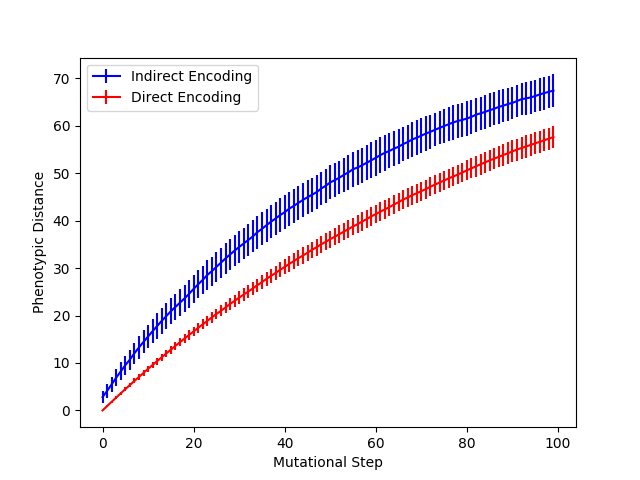 Indirect Encoding
Direct Encoding
70
60
50
40
30
20
10
0
Phenotypic Distance
0 20 40 60 80 100
Mutational Step